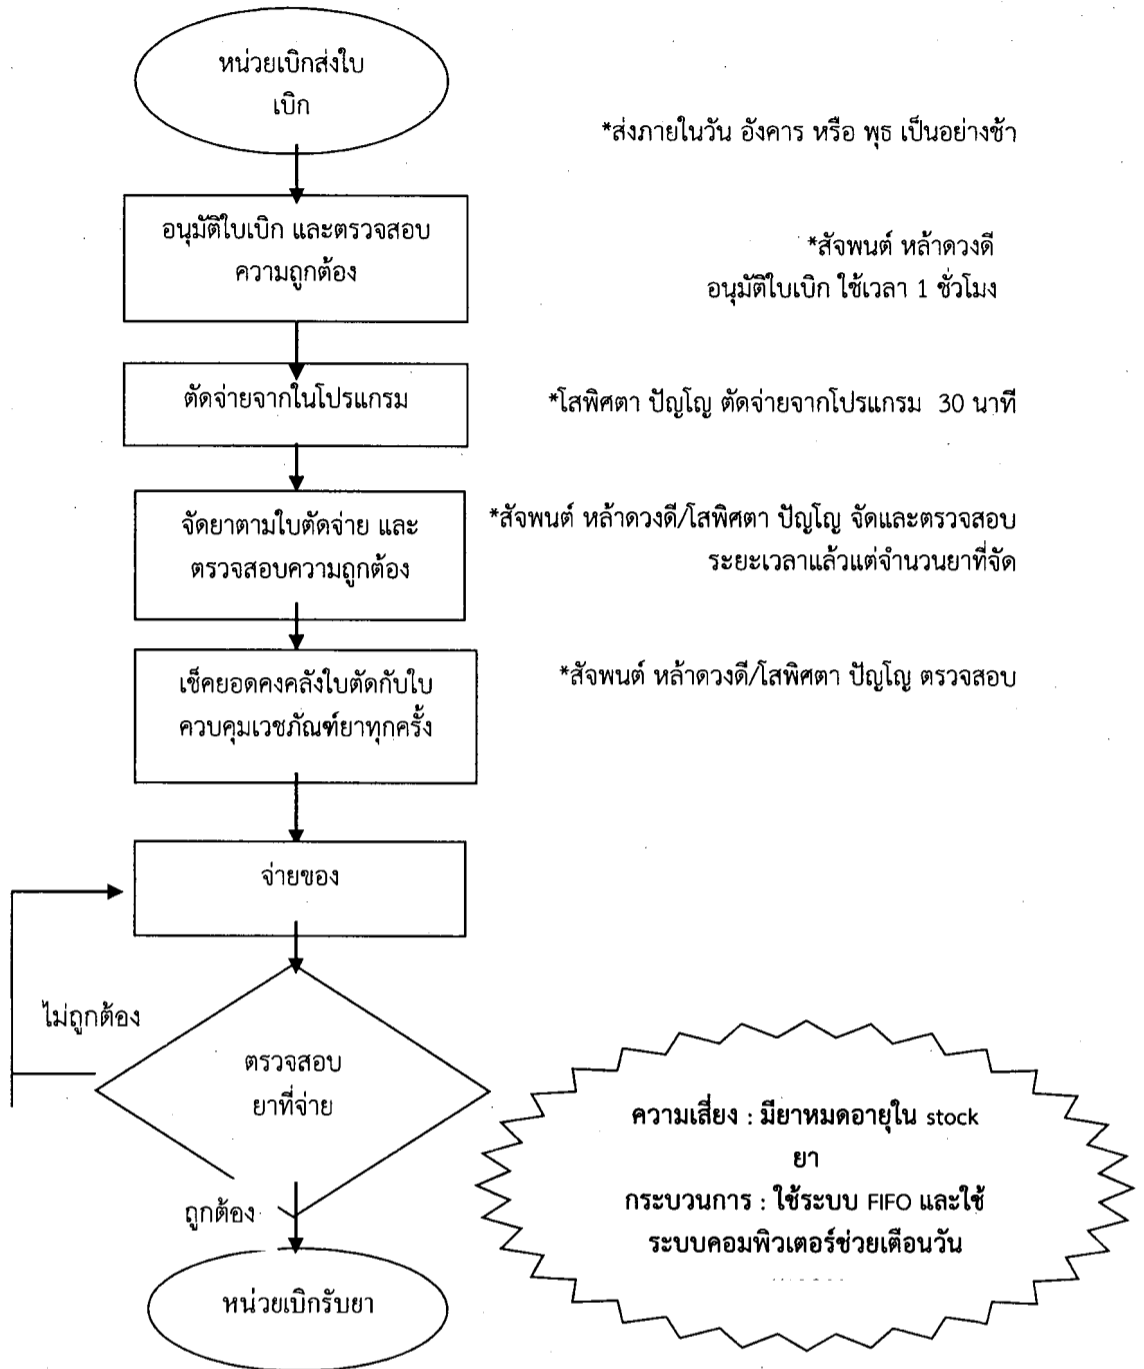 หน่วยเบิกส่งใบ
เบิก
*ส่งภายในวัน อังคาร หรือ พุธ เป็นอย่างช้า
อนุมัติใบเบิก และตรวจสอบ
ความถูกต้อง
*สัจพนต์ หล้าดวงดี
อนุมัติใบเบิก ใช้เวลา 1 ชั่วโมง
ตัดจ่ายจากในโปรแกรม
*โสพิศตา ปัญโญ ตัดจ่ายจากโปรแกรม 30 นาที
จัดยาตามใบตัดจ่าย และ
ตรวจสอบความถูกต้อง
*สัจพนต์ หล้าดวงดี/โสพิศตา ปัญโญ จัดและตรวจสอบ
ระยะเวลาแล้วแต่จำนวนยาที่จัด
เช็คยอดคงคลังใบตัดกับใบ
ควบคุมเวชภัณฑ์ยาทุกครั้ง
*สัจพนต์ หล้าดวงดี/โสพิศตา ปัญโญ ตรวจสอบ
จ่ายของ
ไม่ถูกต้อง
ตรวจสอบ
ยาที่จ่าย
ถูกต้อง
หน่วยเบิกรับยา
ความเสี่ยง : มียาหมดอายุใน stock
ยา
กระบวนการ : ใช้ระบบ FIFO และใช้
ระบบคอมพิวเตอร์ช่วยเตือนวัน